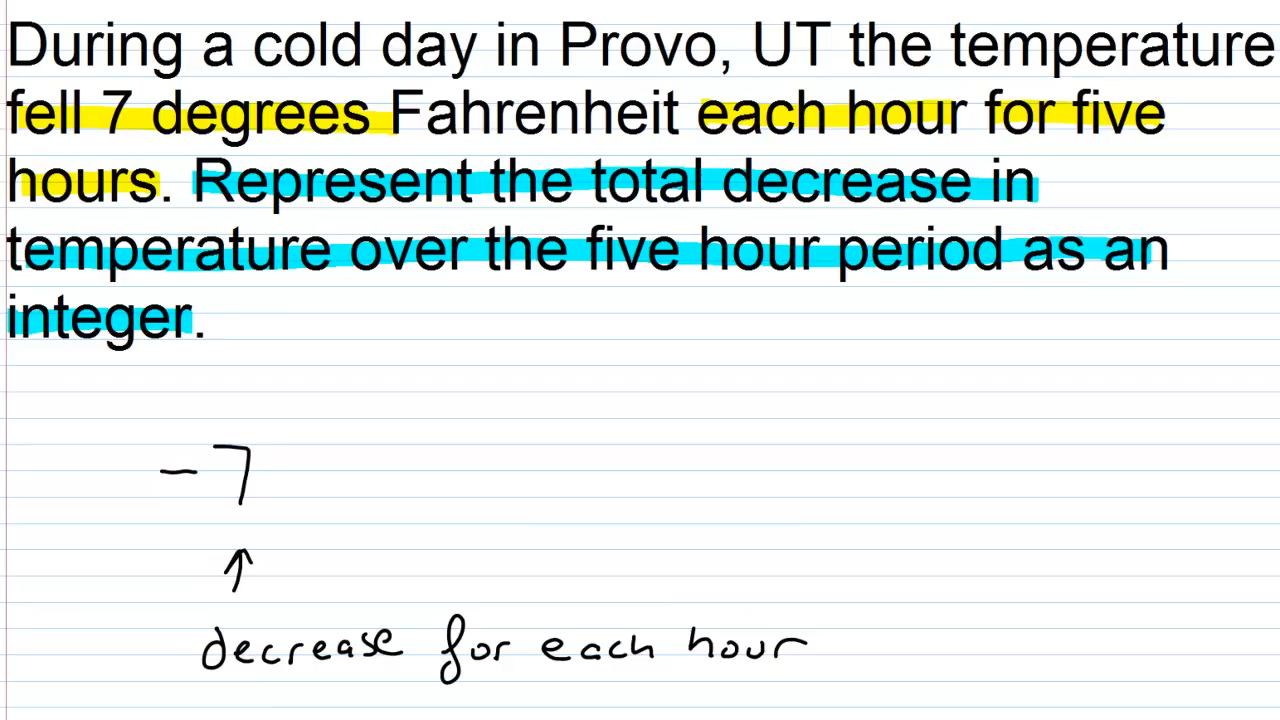 During a cold day in Provo, UT the temperature
fell 7 degrees Fahrenheit each hour for five
hours. Represent the total decrease in
temperature over the five hour period as an
integer.
-7
↑
decrease for each hour